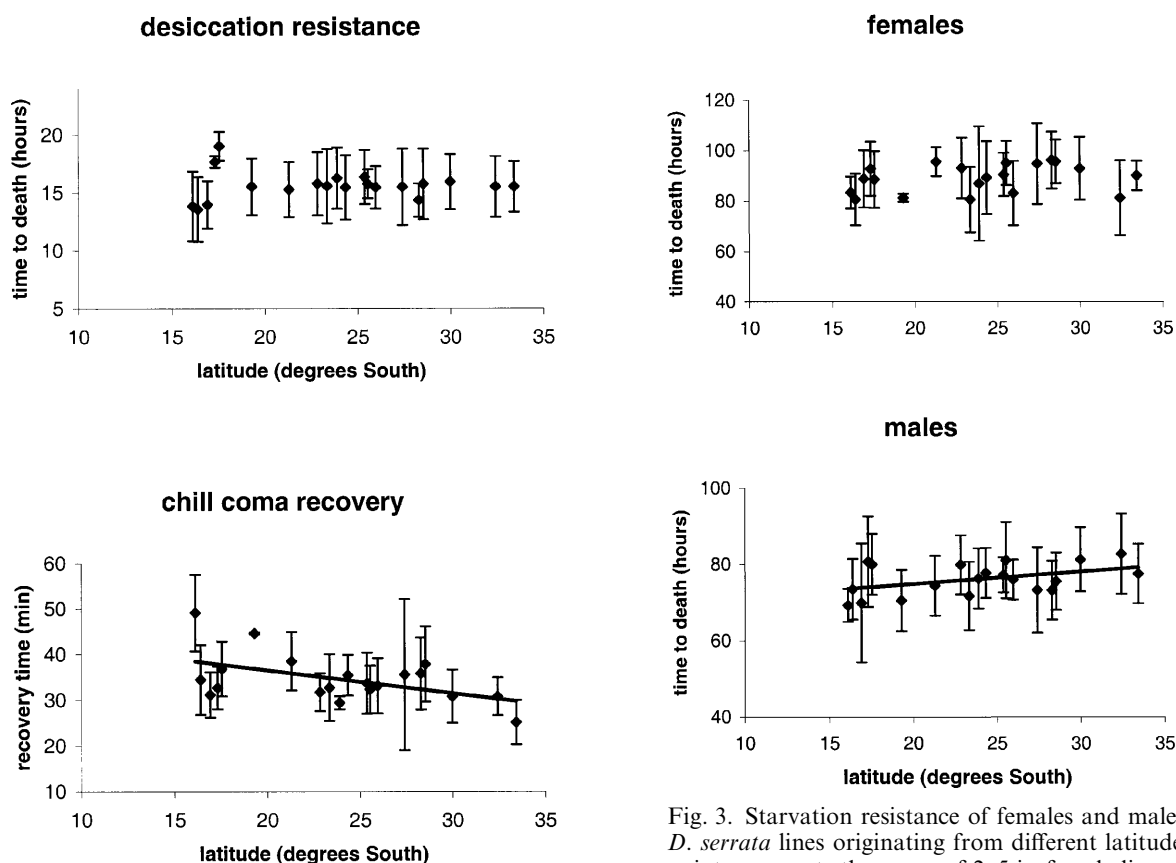 desiccation resistance
time to death (hours)
20
15
10
5
10 15 20 25 30 35
latitude (degrees South)
chill coma recovery
recovery time (min)
60
50
40
30
20
10
10 15 20 25 30 35
latitude (degrees South)
females
time to death (hours)
120
100
80
60
40
10 15 20 25 30 35
males
time to death (hours)
100
80
60
40
10 15 20 25 30 35
latitude (degrees South)
Fig. 3. Starvation resistance of females and male
D. serrata lines originating from different latitude